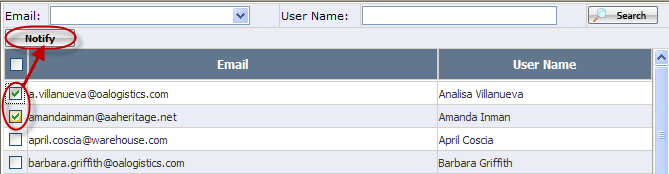 Email: User Name: Search
Notify
Email User Name
a.villanueva@oalogistics.com Analisa Villanueva
amandainman@aaheritage.net Amanda Inman
april.coscia@warehouse.com April Coscia
barbara.griffith@oalogistics.com Barbara Griffith